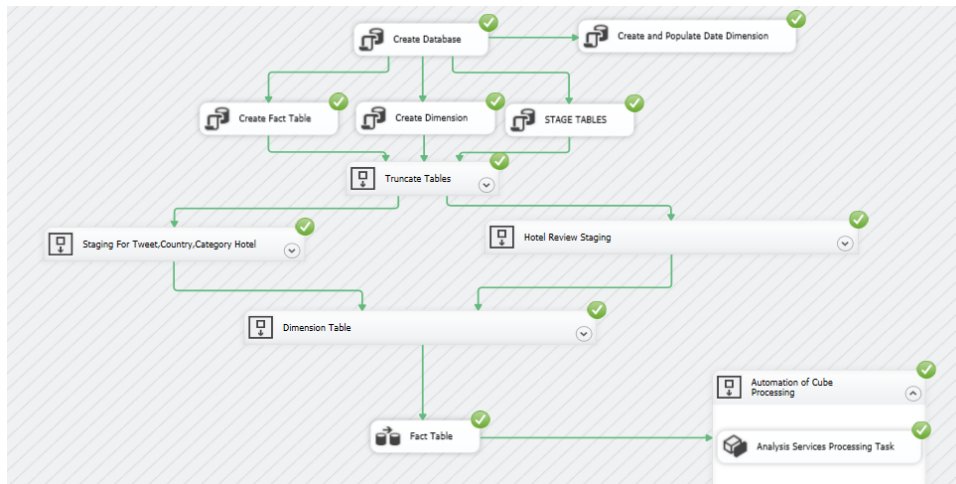 Create Database
Create and Populate Date Dimension
Create Fact Table
Create Dimension
STAGE TABLES
Truncate Tables
Staging For Tweet,Country,Category Hotel
Hotel Review Staging
Dimension Table
Automation of Cube
Processing
Fact Table
Analysis Services Processing Task